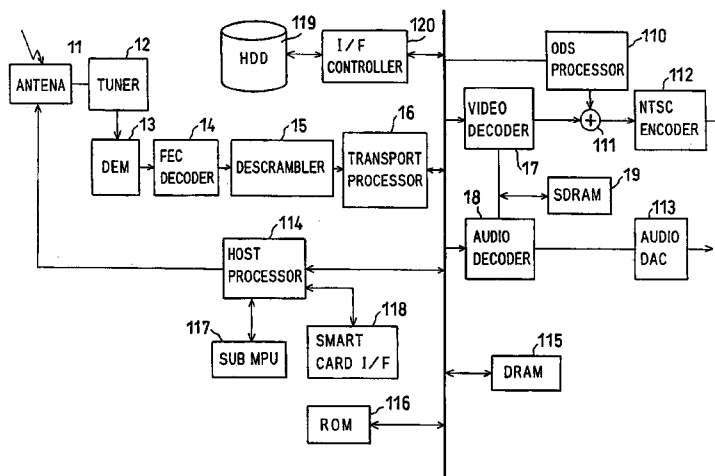 11
ANTENA
12
TUNER
13
DEM
14
FEC
DECODER
15
DESCRAMBLER
16
TRANSPORT
PROCESSOR
119
HDD
120
I/F
CONTROLLER
110
ODS
PROCESSOR
VIDEO
DECODER
17
+
111
112
NTSC
ENCODER
19
SDRAM
18
AUDIO
DECODER
113
AUDIO
DAC
114
HOST
PROCESSOR
117
SUB MPU
118
SMART
CARD I/F
115
DRAM
116
ROM